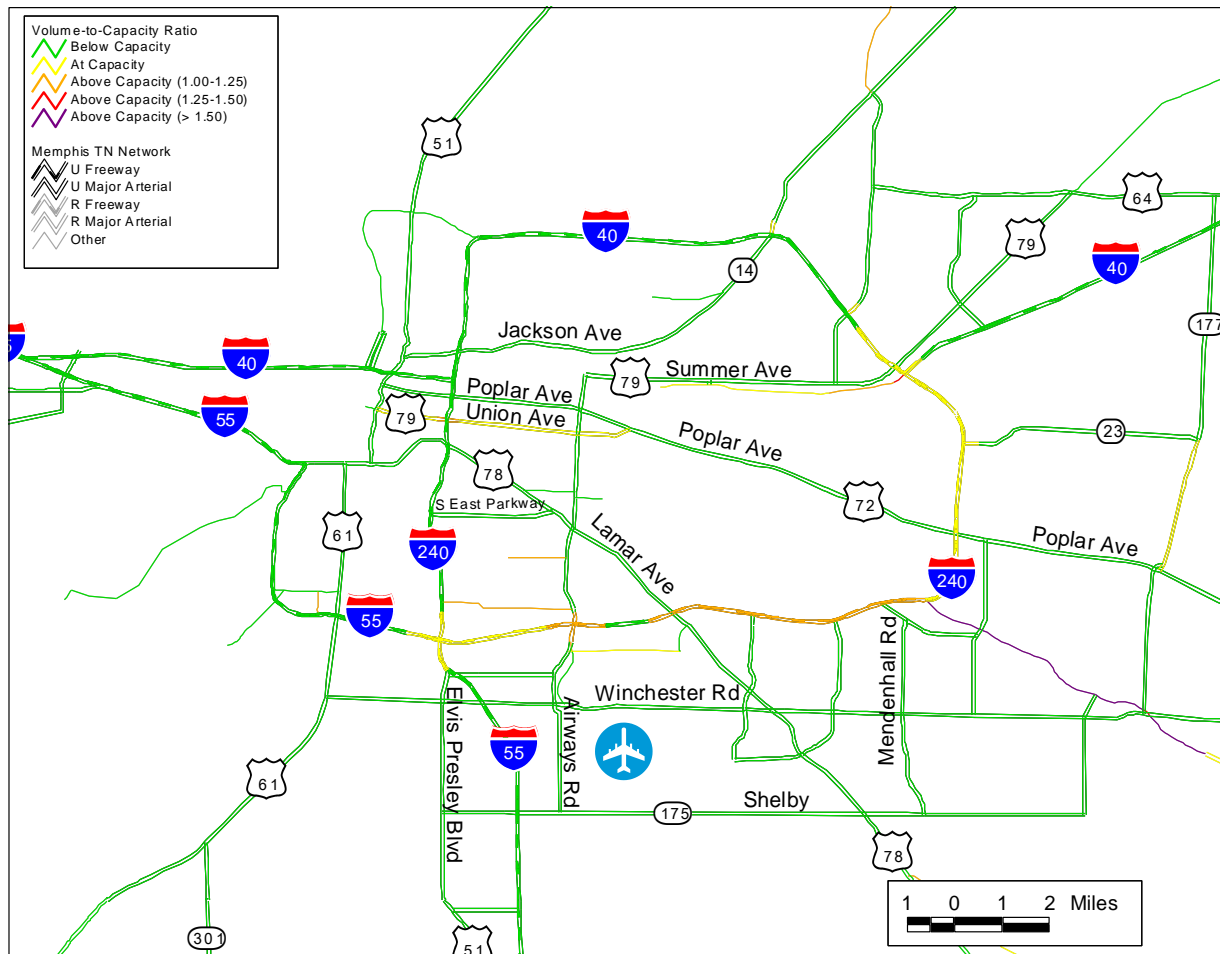 Volume-to-Capacity Ratio
Below Capacity
At Capacity
Above Capacity (1.00-1.25)
Above Capacity (1.25-1.50)
Above Capacity (> 1.50)
Memphis TN Network
U Freeway
U Major Arterial
R Freeway
R Major Arterial
Other
51
64
40
79
40
14
177
Jackson Ave
40
79
Summer Ave
Poplar Ave
55
79
Union Ave
23
Poplar Ave
78
S East Parkway
72
61
Lamar Ave
240
Poplar Ave
240
55
Mendenhall Rd
Winchester Rd
Elvis Presley Blvd
Airways Rd
55
61
Shelby
175
78
1 0 1 2 Miles
301
51